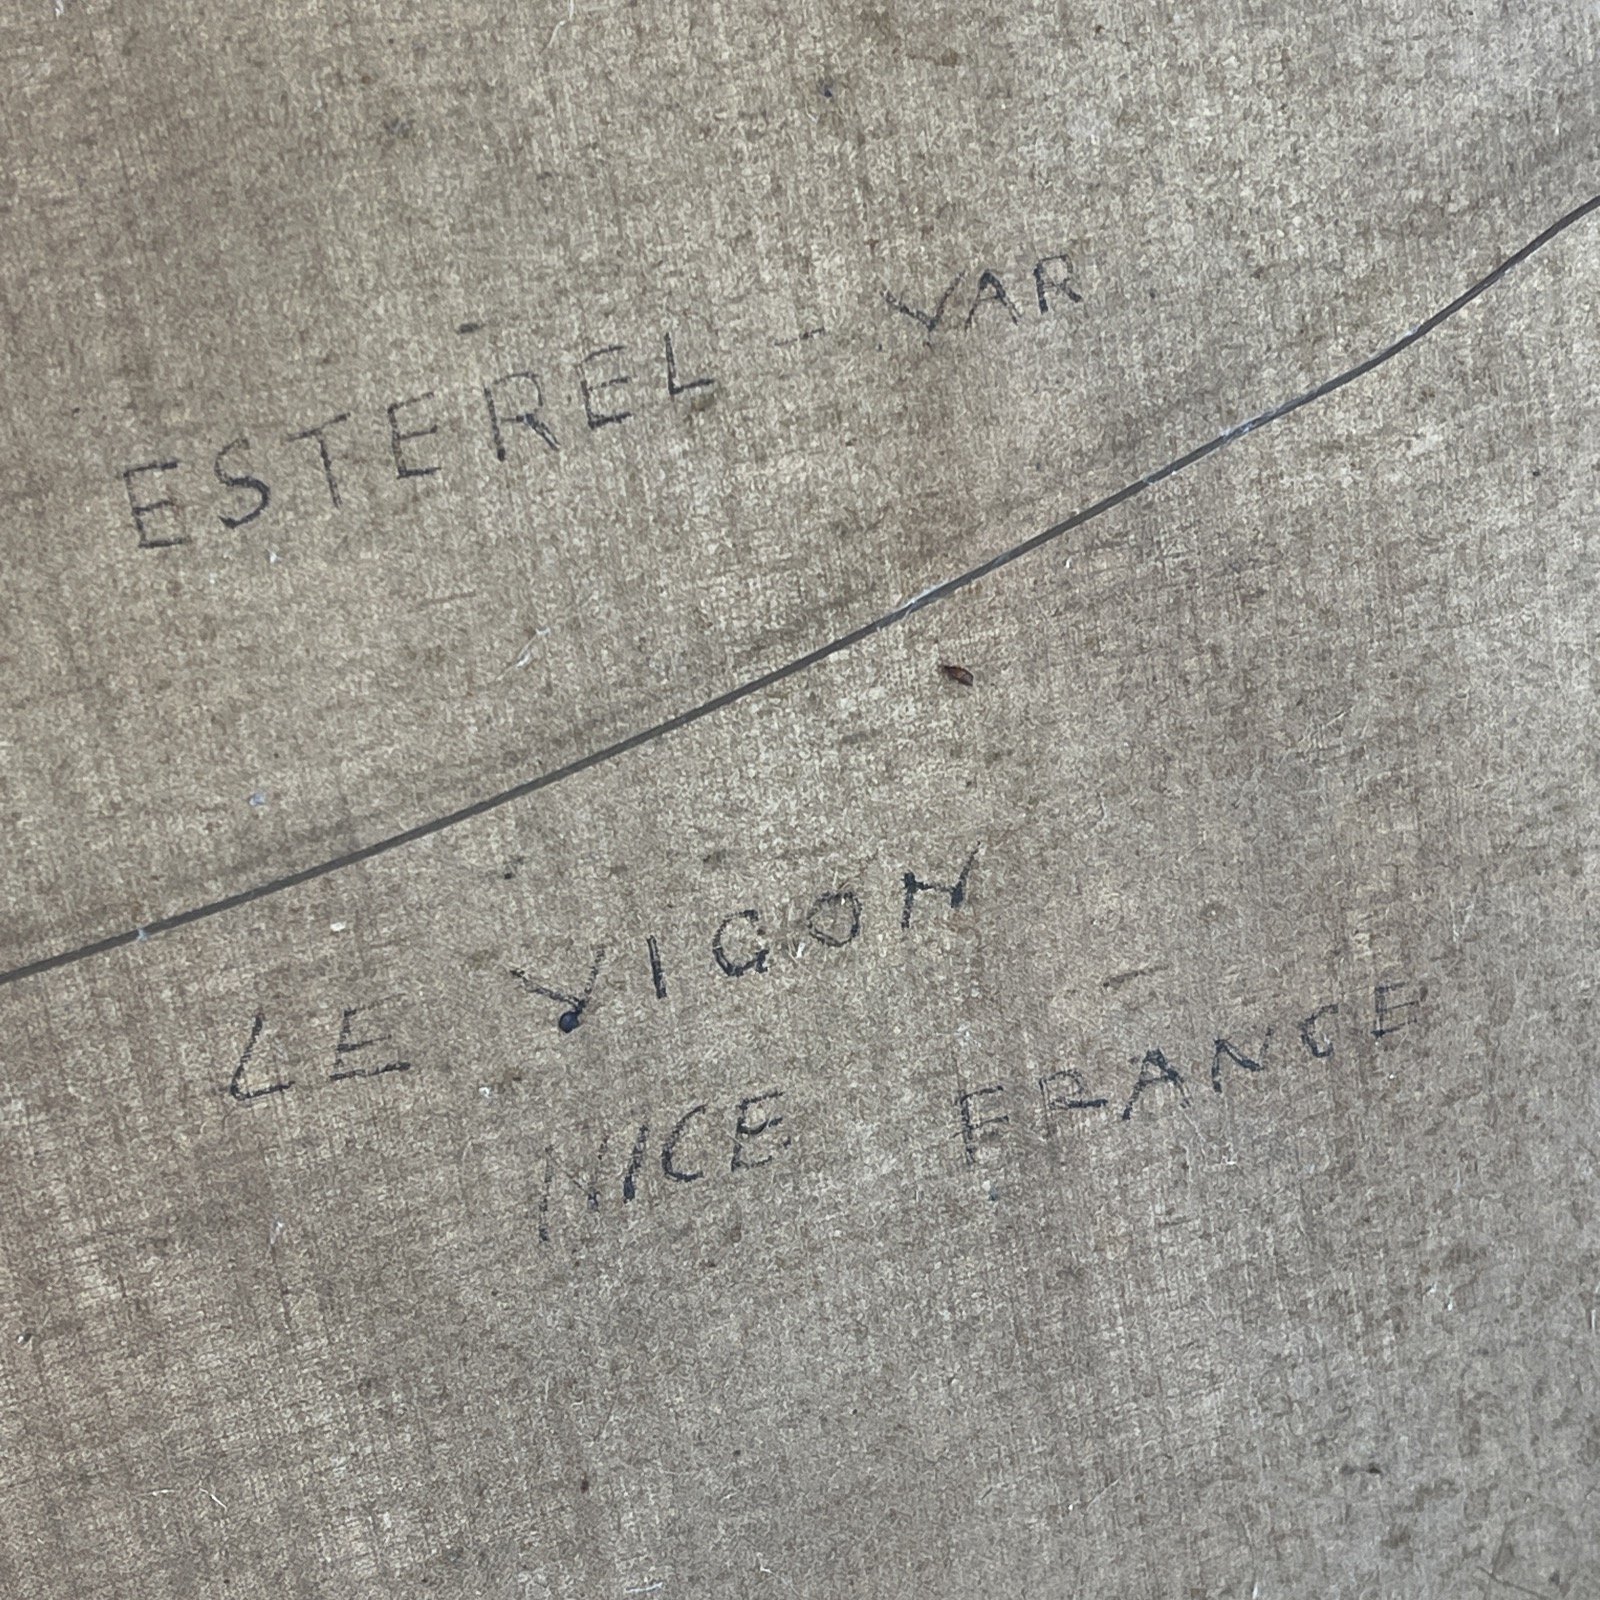 ESTEREL - VAR
LE VIGON
NICE FRANCE